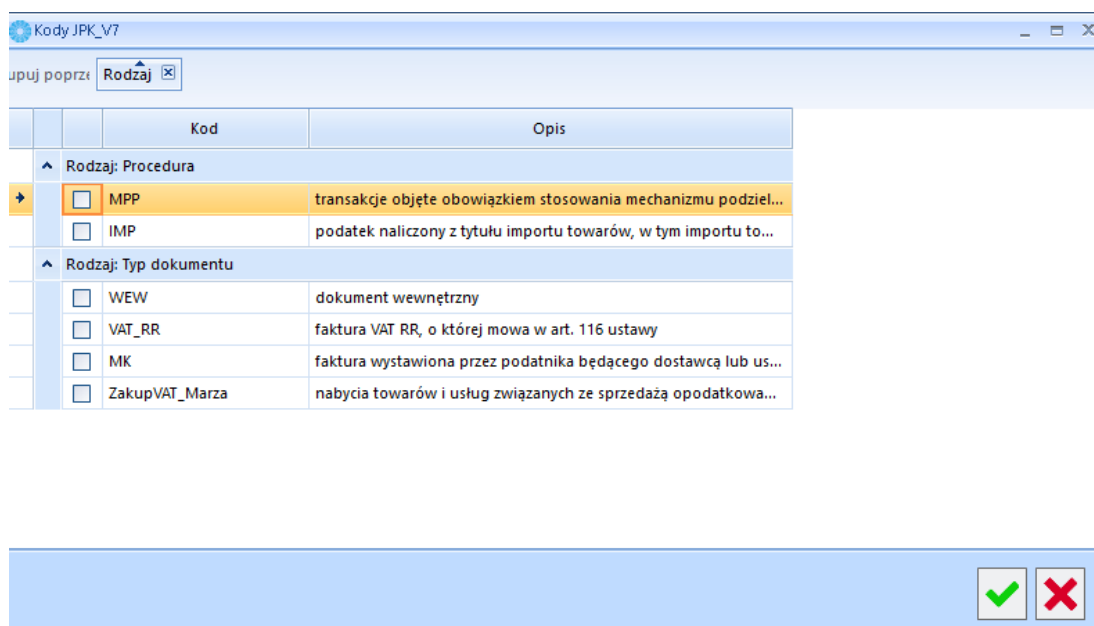 Kody JPK_V7
upuj poprze Rodzaj
Kod Opis
Rodzaj: Procedura
MPP transakcje objęte obowiązkiem stosowania mechanizmu podziel...
IMP podatek naliczony z tytułu importu towarów, w tym importu to...
Rodzaj: Typ dokumentu
WEW dokument wewnętrzny
VAT_RR faktura VAT RR, o której mowa w art. 116 ustawy
MK faktura wystawiona przez podatnika będącego dostawcą lub us...
ZakupVAT_Marza nabycia towarów i usług związanych ze sprzedażą opodatkowa...